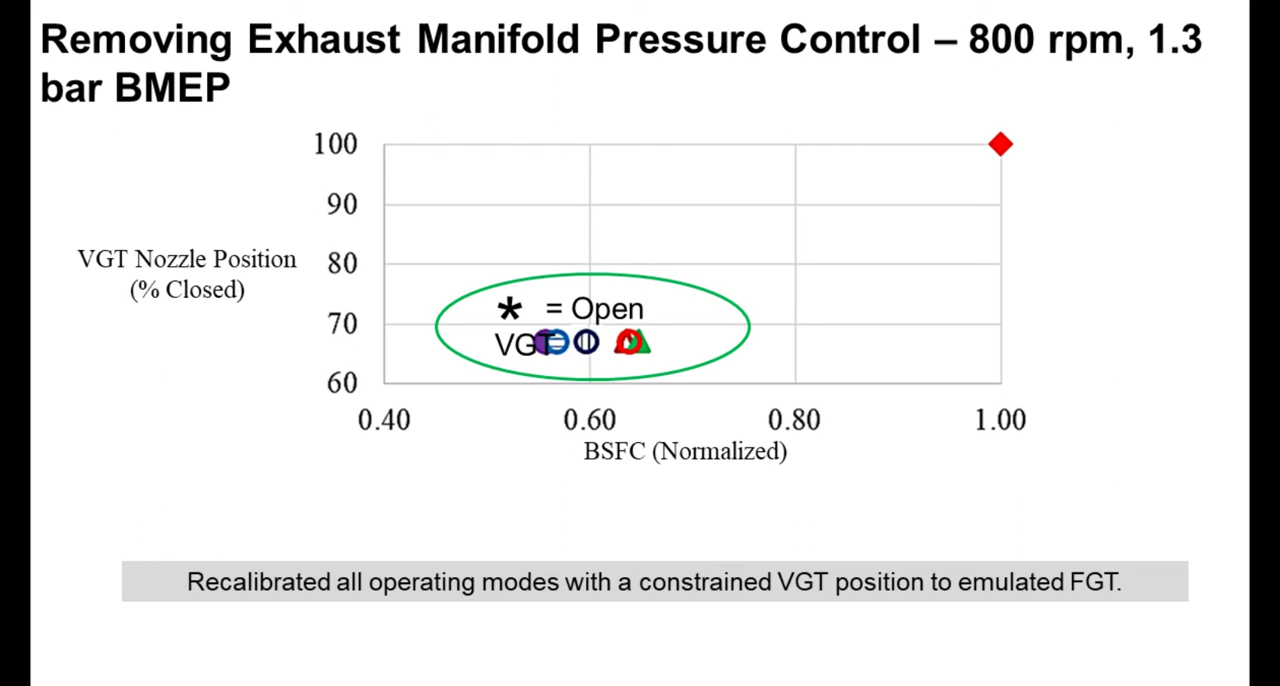 Removing Exhaust Manifold Pressure Control – 800 rpm, 1.3
bar BMEP
100
90
VGT Nozzle Position
(% Closed)
80
* = Open
VGT
70
60
0.40 0.60 0.80 1.00
BSFC (Normalized)
Recalibrated all operating modes with a constrained VGT position to emulated FGT.